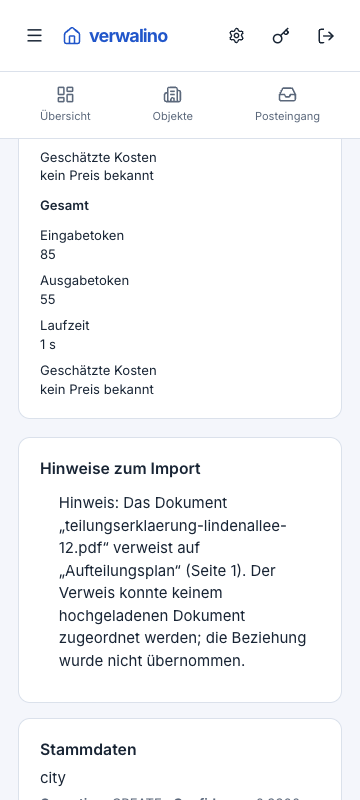 verwalino
Übersicht
Objekte
Posteingang
Geschätzte Kosten
kein Preis bekannt
Gesamt
Eingabetoken
85
Ausgabetoken
55
Laufzeit
1 s
Geschätzte Kosten
kein Preis bekannt
Hinweise zum Import
Hinweis: Das Dokument
„teilungserklaerung-lindenallee-
12.pdf“ verweist auf
„Aufteilungsplan“ (Seite 1). Der
Verweis konnte keinem
hochgeladenen Dokument
zugeordnet werden; die Beziehung
wurde nicht übernommen.
Stammdaten
city